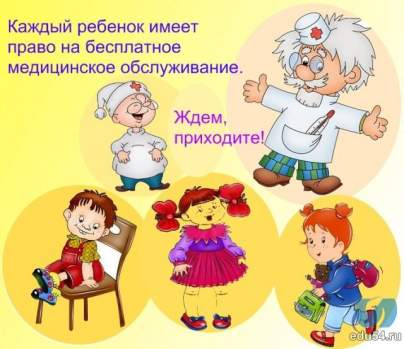 Каждый ребенок имеет
право на бесплатное
медицинское обслуживание.
Ждем,
приходите!
edu54.ru